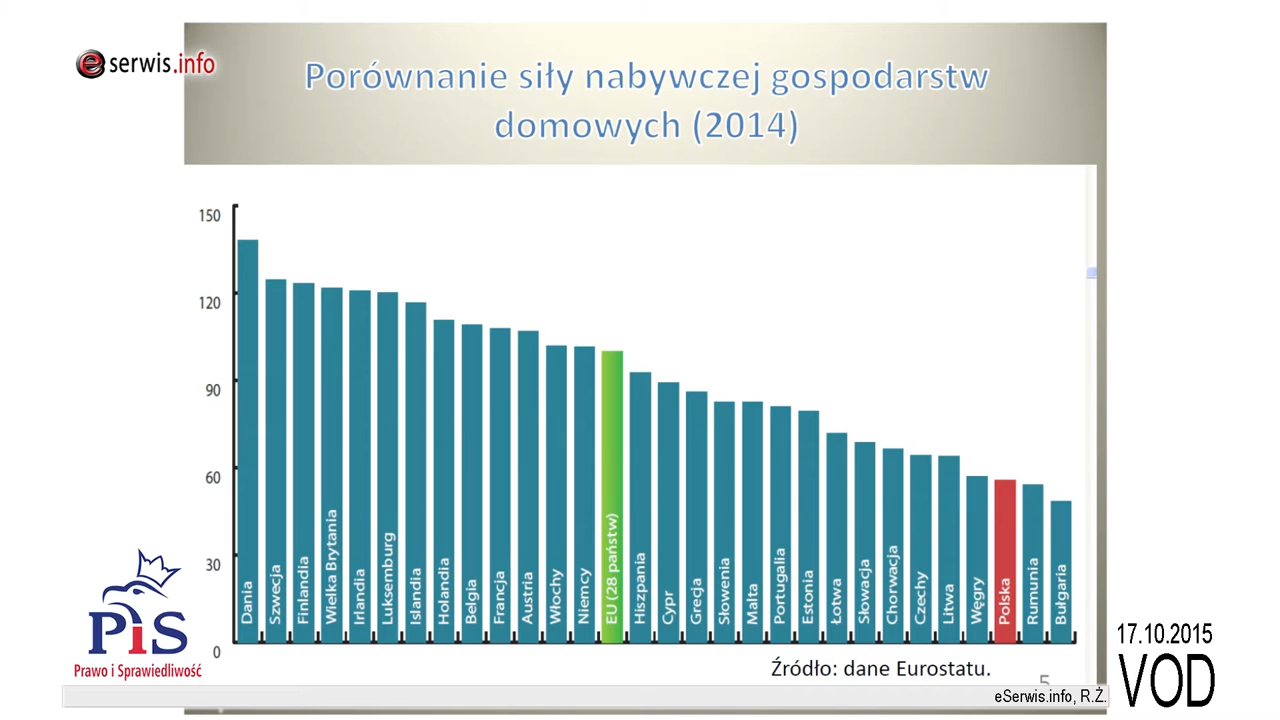 eserwis.info
Porównanie siły nabywczej gospodarstw
domowych (2014)
150
120
90
60
30
0
Dania
Szwecja
Finlandia
Wielka Brytania
Irlandia
Luksemburg
Islandia
Holandia
Belgia
Francja
Austria
Włochy
Niemcy
EU (28 państw)
Hiszpania
Cypr
Grecja
Słowenia
Malta
Portugalia
Estonia
Łotwa
Słowacja
Chorwacja
Czechy
Litwa
Węgry
Polska
Rumunia
Bułgaria
PiS
Prawo i Sprawiedliwość
Źródło: dane Eurostatu.
5
eSerwis.info, R.Ż.
17.10.2015
VOD